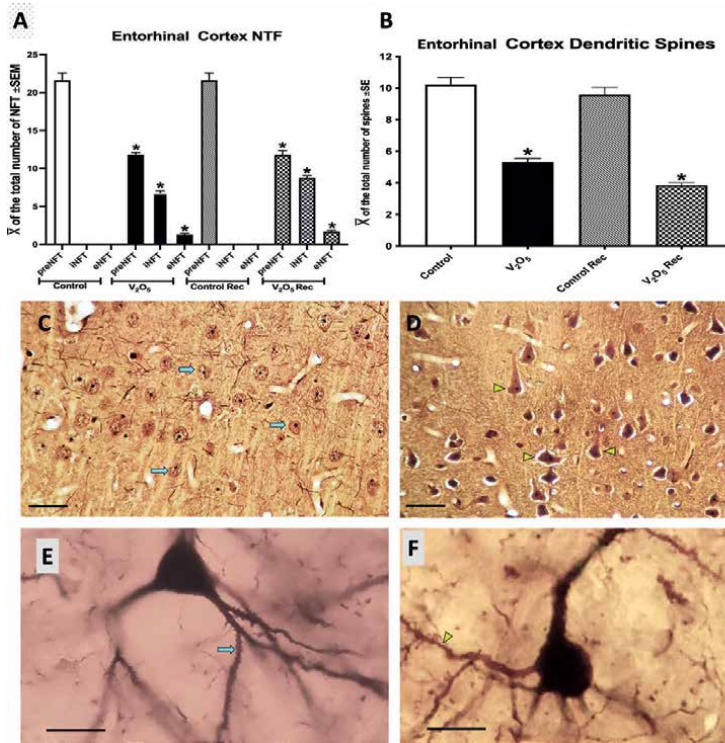 A
Entorhinal Cortex NTF
X̅ of the total number of NFT ±SEM
25
20
15
10
5
0
preNFT iNFT eNFT preNFT iNFT eNFT preNFT iNFT eNFT preNFT iNFT eNFT
Control V₂O₅ Control Rec V₂O₅ Rec
* * * * * *
B
Entorhinal Cortex Dendritic Spines
X̅ of the total number of spines ±SE
12
10
8
6
4
2
0
* *
Control V₂O₅ Control Rec V₂O₅ Rec
C
D
E
F